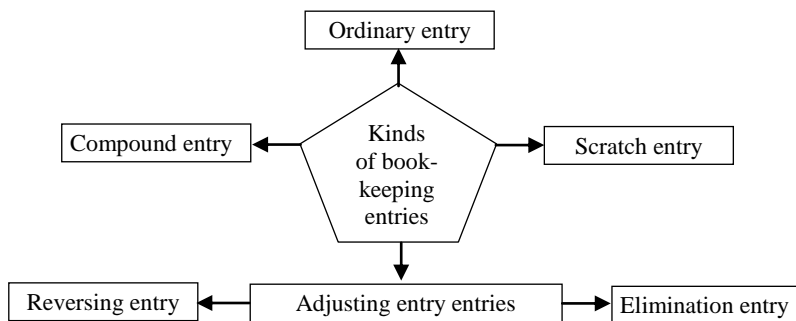 Ordinary entry
Compound entry
Kinds
of book-
keeping
entries
Scratch entry
Reversing entry
Adjusting entry entries
Elimination entry